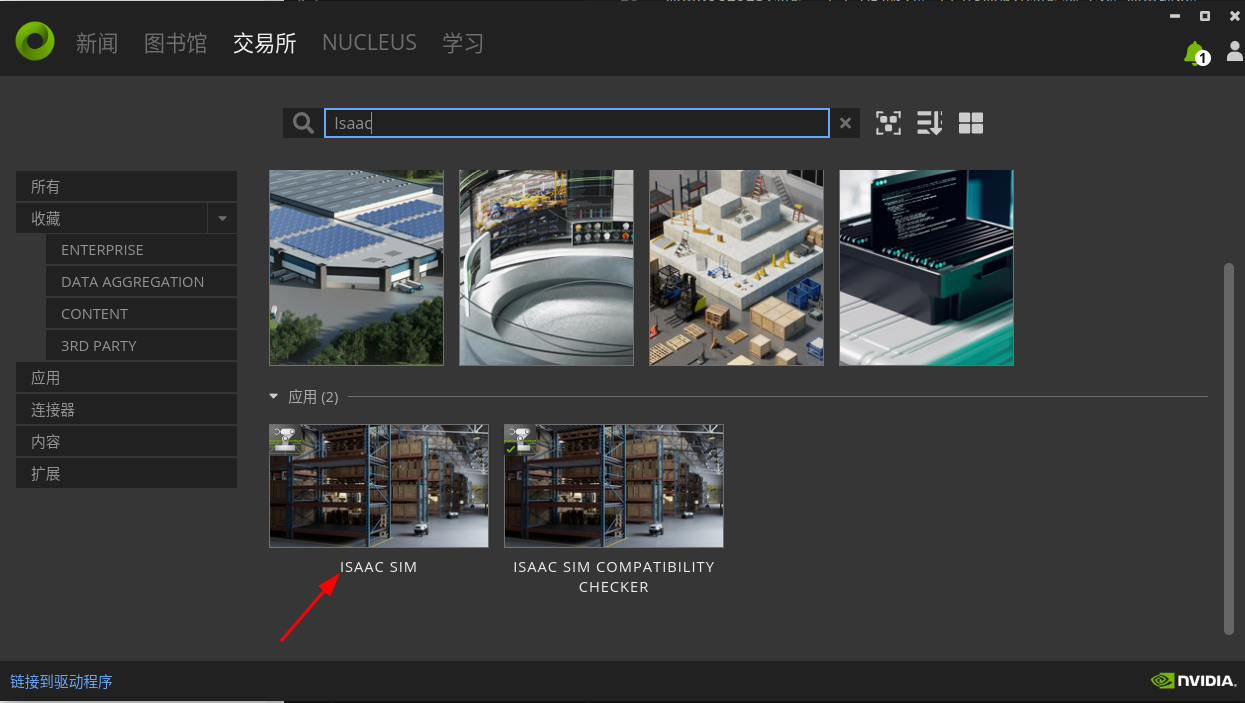 新闻 图书馆 交易所 NUCLEUS 学习
1
Isaac
所有
收藏
ENTERPRISE
DATA AGGREGATION
CONTENT
3RD PARTY
应用
连接器
内容
扩展
应用 (2)
ISAAC SIM
ISAAC SIM COMPATIBILITY
CHECKER
链接到驱动程序
NVIDIA.